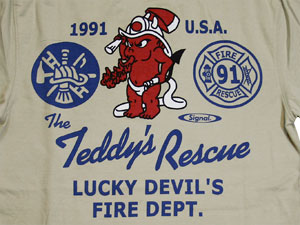 1991 U.S.A.
FIRE
91
RESCUE
Signal
The
Teddy's Rescue
LUCKY DEVIL'S
FIRE DEPT.